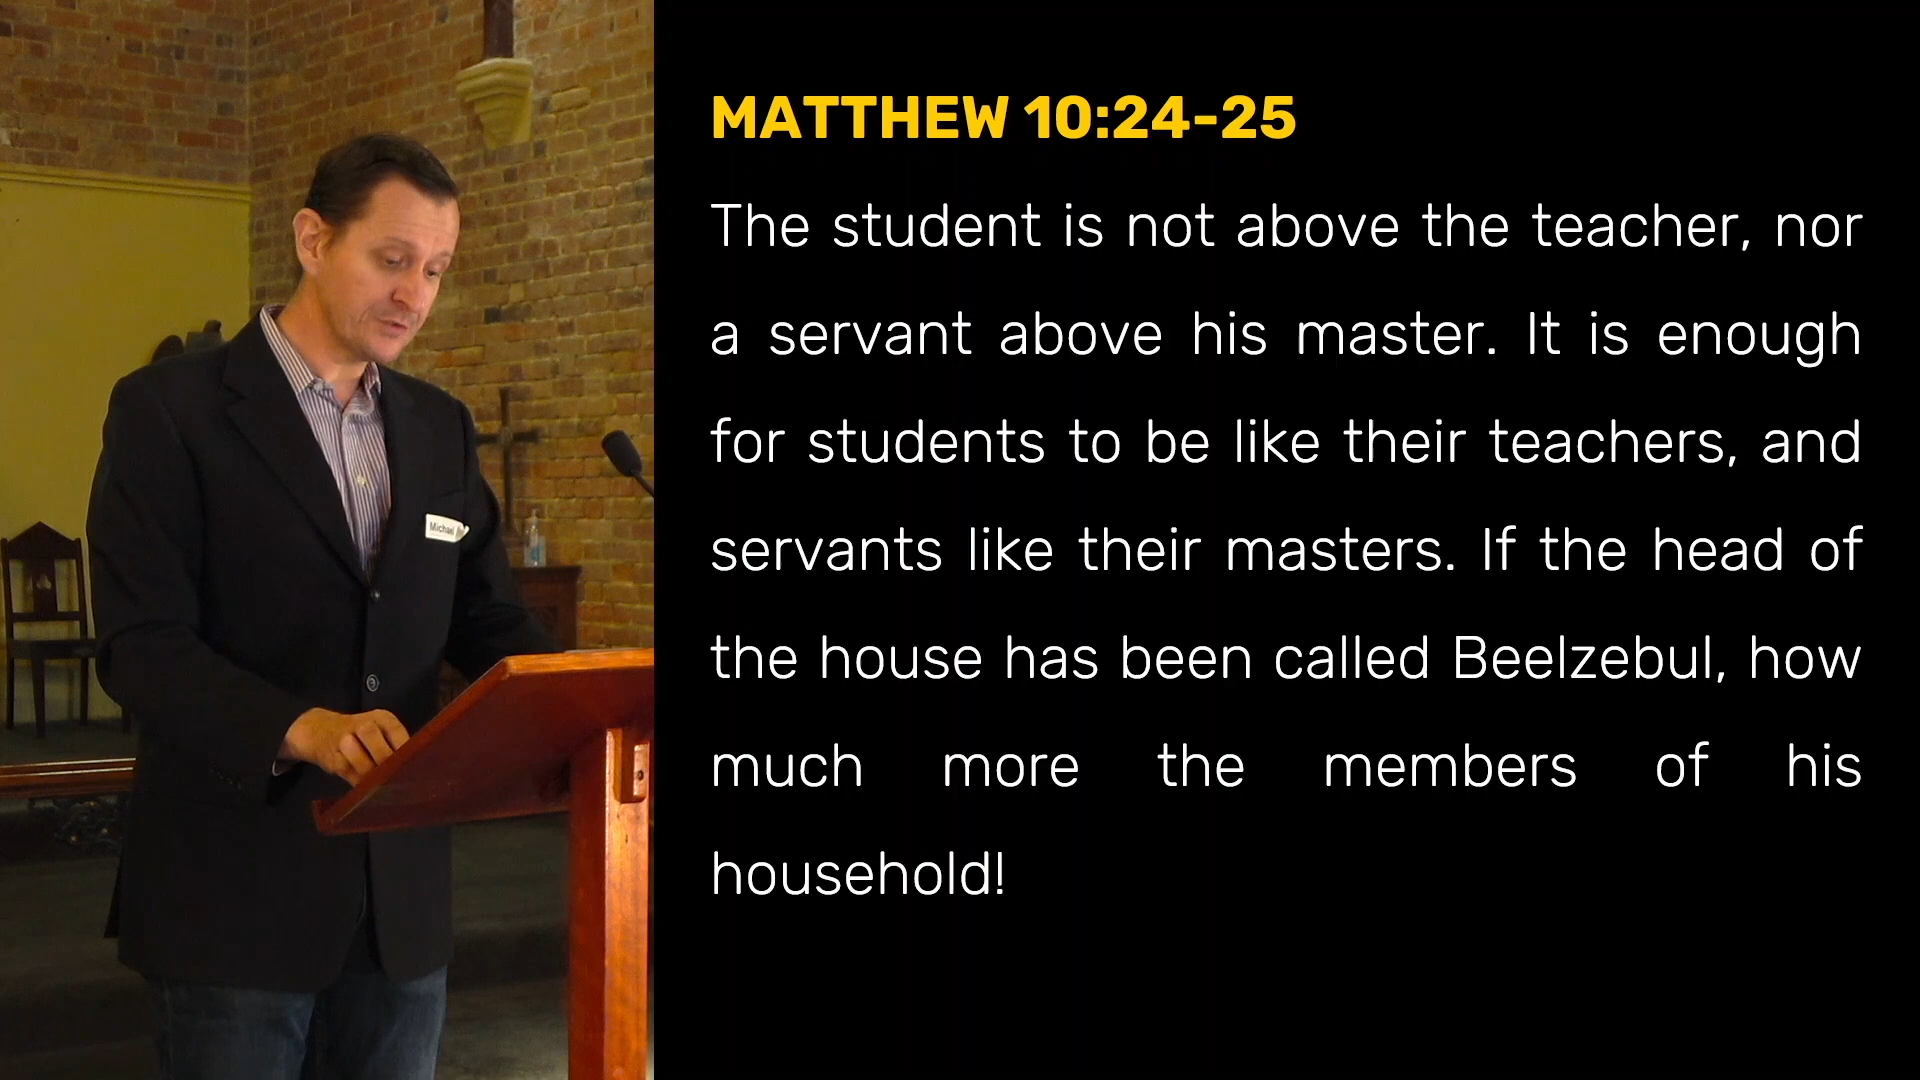 MATTHEW 10:24-25
The student is not above the teacher, nor
a servant above his master. It is enough
for students to be like their teachers, and
servants like their masters. If the head of
the house has been called Beelzebul, how
much more the members of his
household!
Michael